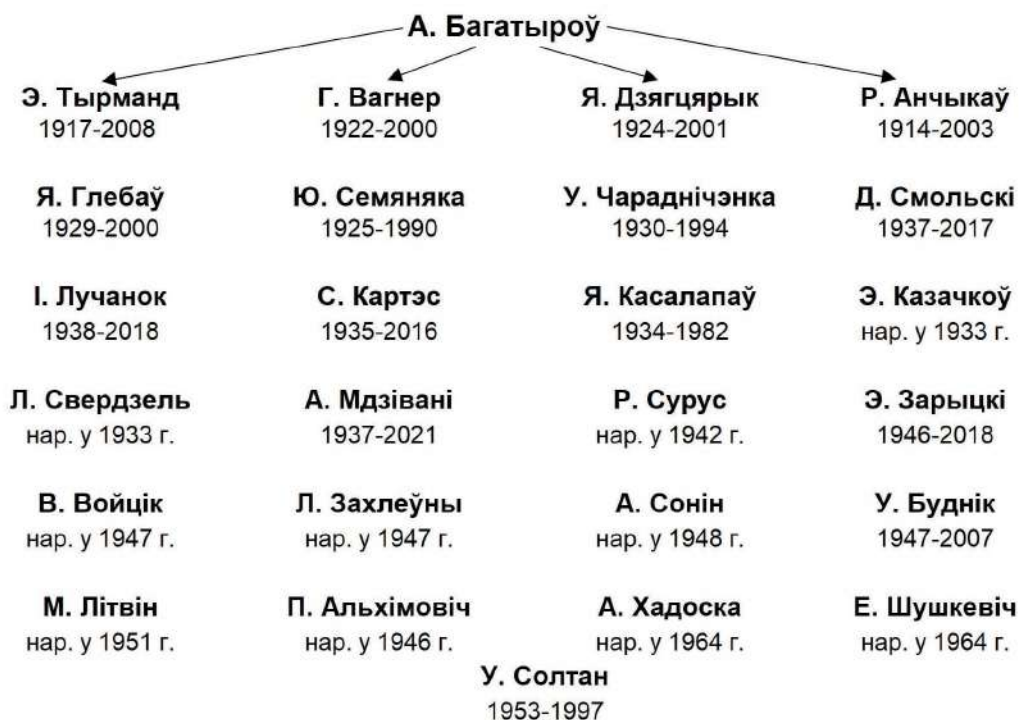 А. Багатыроў
Э. Тырманд Г. Вагнер Я. Дзягцярык Р. Анчыкаў
1917-2008 1922-2000 1924-2001 1914-2003
Я. Глебаў Ю. Семяняка У. Чараднічэнка Д. Смольскі
1929-2000 1925-1990 1930-1994 1937-2017
І. Лучанок С. Картэс Я. Касалапаў Э. Казачкоў
1938-2018 1935-2016 1934-1982 нар. у 1933 г.
Л. Свердзель А. Мдзівані Р. Сурус Э. Зарыцкі
нар. у 1933 г. 1937-2021 нар. у 1942 г. 1946-2018
В. Войцік Л. Захлеўны А. Сонін У. Буднік
нар. у 1947 г. нар. у 1947 г. нар. у 1948 г. 1947-2007
М. Літвін П. Альхімовіч А. Хадоска Е. Шушкевіч
нар. у 1951 г. нар. у 1946 г. нар. у 1964 г. нар. у 1964 г.
У. Солтан
1953-1997